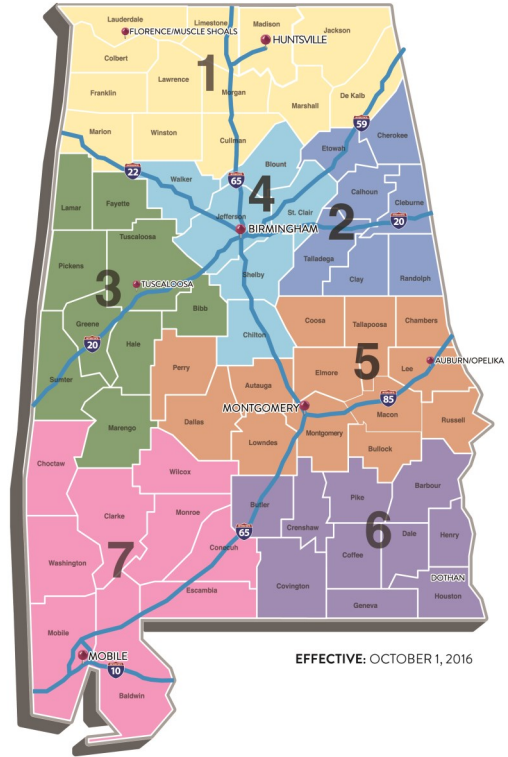 Lauderdale
Limestone
Madison
Jackson
FLORENCE/MUSCLE SHOALS
HUNTSVILLE
Colbert
1
Lawrence
Morgan
Franklin
De Kalb
Marshall
59
Marion
Winston
Cullman
Cherokee
Etowah
Blount
22
65
Walker
4
Calhoun
Lamar
Fayette
Cleburne
Jefferson
St. Clair
2
20
BIRMINGHAM
Tuscaloosa
Talladega
Pickens
Shelby
Clay
Randolph
3
TUSCALOOSA
Bibb
Coosa
Tallapoosa
Chambers
Greene
Chilton
20
Hale
5
AUBURN/OPELIKA
Perry
Elmore
Lee
Sumter
Autauga
85
MONTGOMERY
Macon
Dallas
Russell
Marengo
Montgomery
Lowndes
Bullock
Choctaw
Wilcox
Barbour
Pike
Butler
Monroe
Clarke
Crenshaw
6
Dale
Henry
65
Conecuh
Coffee
7
Washington
DOTHAN
Covington
Escambia
Houston
Geneva
Mobile
MOBILE
EFFECTIVE: OCTOBER 1, 2016
10
Baldwin